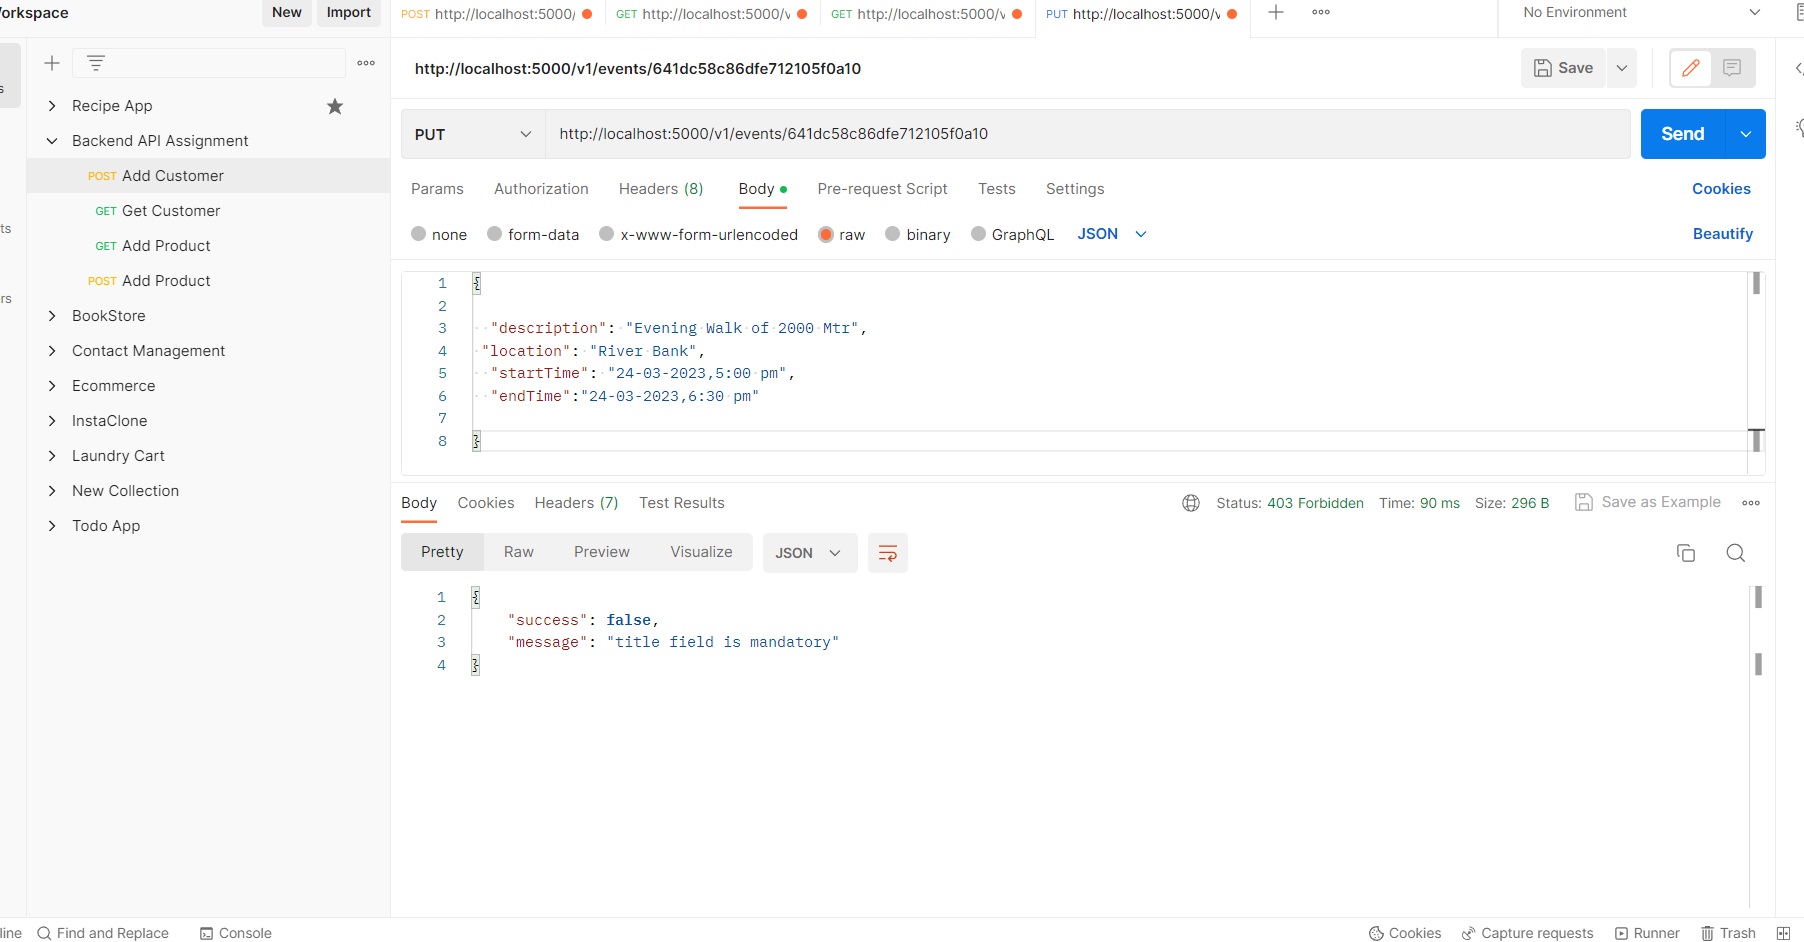 orkspace
New
Import
POST http://localhost:5000/
GET http://localhost:5000/v
GET http://localhost:5000/v
PUT http://localhost:5000/v
No Environment
http://localhost:5000/v1/events/641dc58c86dfe712105f0a10
Save
PUT
http://localhost:5000/v1/events/641dc58c86dfe712105f0a10
Send
Params
Authorization
Headers (8)
Body
Pre-request Script
Tests
Settings
Cookies
none
form-data
x-www-form-urlencoded
raw
binary
GraphQL
JSON
Beautify
s
ts
rs
Recipe App
Backend API Assignment
POST Add Customer
GET Get Customer
GET Add Product
POST Add Product
BookStore
Contact Management
Ecommerce
InstaClone
Laundry Cart
New Collection
Todo App
1 {
2
3 "description": "Evening Walk of 2000 Mtr",
4 "location": "River Bank",
5 "startTime": "24-03-2023,5:00 pm",
6 "endTime":"24-03-2023,6:30 pm"
7
8 }
Body
Cookies
Headers (7)
Test Results
Status: 403 Forbidden
Time: 90 ms
Size: 296 B
Save as Example
Pretty
Raw
Preview
Visualize
JSON
1 {
2 "success": false,
3 "message": "title field is mandatory"
4 }
line
Find and Replace
Console
Cookies
Capture requests
Runner
Trash